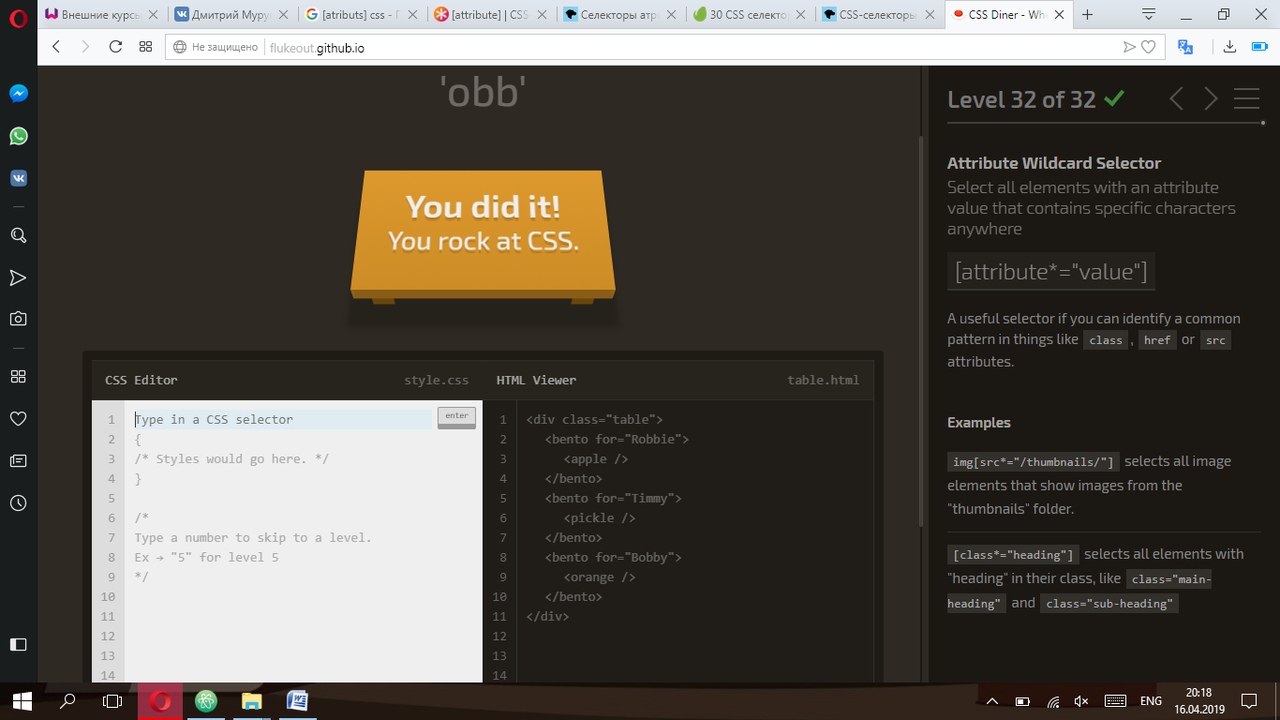 Внешние курсы
Дмитрий Мурук
[atributs] css - П
[attribute] | CSS
Селекторы атри
30 CSS селектор
CSS-селекторы
CSS Diner - Whe
Не защищено
flukeout.github.io
'obb'
You did it!
You rock at CSS.
Level 32 of 32
Attribute Wildcard Selector
Select all elements with an attribute
value that contains specific characters
anywhere
[attribute*="value"]
A useful selector if you can identify a common
pattern in things like class , href or src
attributes.
Examples
img[src*="/thumbnails/"] selects all image
elements that show images from the
"thumbnails" folder.
[class*="heading"] selects all elements with
"heading" in their class, like class="main-
heading" and class="sub-heading"
CSS Editor style.css
1 Type in a CSS selector
enter
2 {
3 /* Styles would go here. */
4 }
5
6 /*
7 Type a number to skip to a level.
8 Ex → "5" for level 5
9 */
10
11
12
13
14
HTML Viewer table.html
1 <div class="table">
2 <bento for="Robbie">
3 <apple />
4 </bento>
5 <bento for="Timmy">
6 <pickle />
7 </bento>
8 <bento for="Bobby">
9 <orange />
10 </bento>
11 </div>
12
13
14
ENG
20:18
16.04.2019